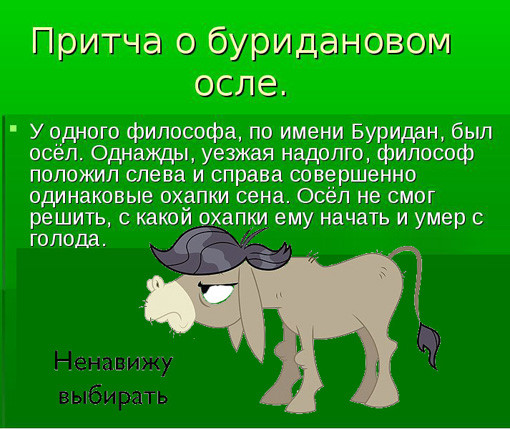 Притча о буридановом
осле.
У одного философа, по имени Буридан, был
осёл. Однажды, уезжая надолго, философ
положил слева и справа совершенно
одинаковые охапки сена. Осёл не смог
решить, с какой охапки ему начать и умер с
голода.
Ненавижу
выбирать